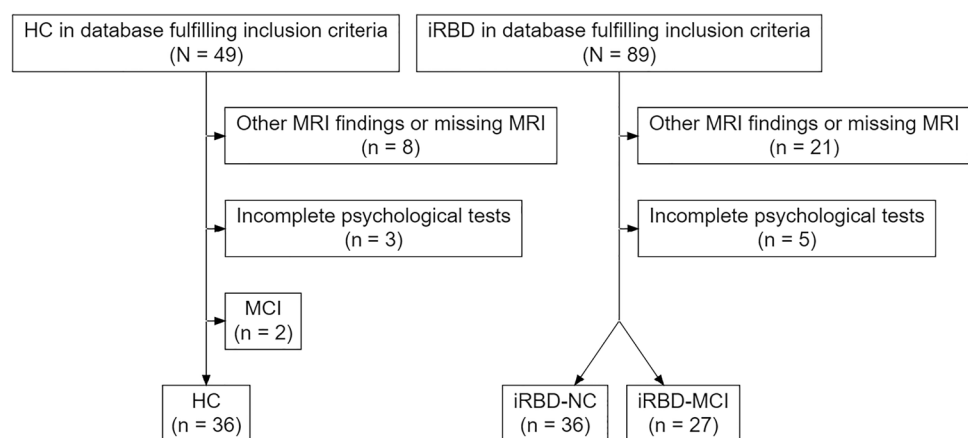 HC in database fulfilling inclusion criteria
(N = 49)
iRBD in database fulfilling inclusion criteria
(N = 89)
Other MRI findings or missing MRI
(n = 8)
Other MRI findings or missing MRI
(n = 21)
Incomplete psychological tests
(n = 3)
Incomplete psychological tests
(n = 5)
MCI
(n = 2)
HC
(n = 36)
iRBD-NC
(n = 36)
iRBD-MCI
(n = 27)